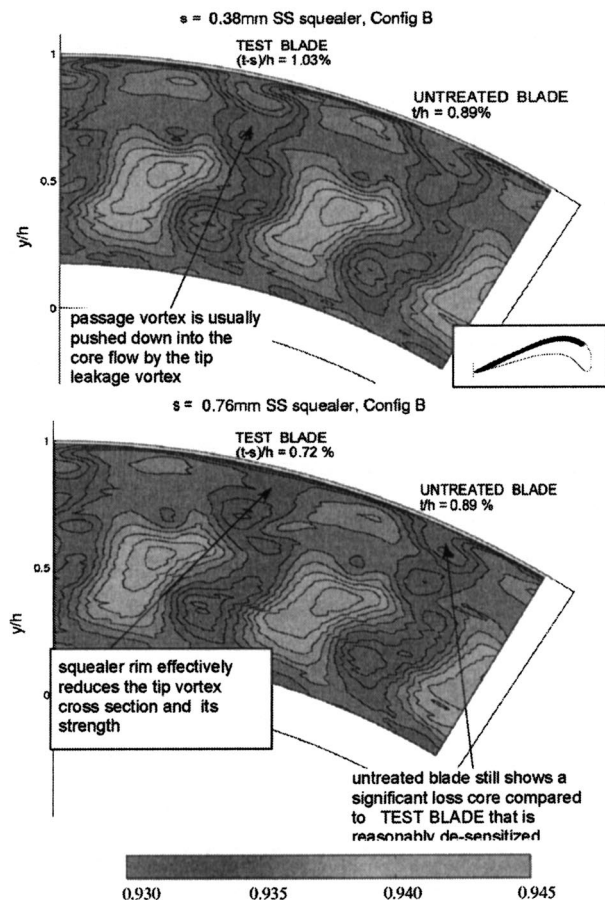 s = 0.38mm SS squealer, Config B
TEST BLADE
(t-s)/h = 1.03%
UNTREATED BLADE
t/h = 0.89%
1
0.5
y/h
0
passage vortex is usually
pushed down into the
core flow by the tip
leakage vortex
s = 0.76mm SS squealer, Config B
TEST BLADE
(t-s)/h = 0.72 %
UNTREATED BLADE
t/h = 0.89 %
1
0.5
y/h
0
squealer rim effectively
reduces the tip vortex
cross section and its
strength
untreated blade still shows a
significant loss core compared
to TEST BLADE that is
reasonably de-sensitized
0.930 0.935 0.940 0.945